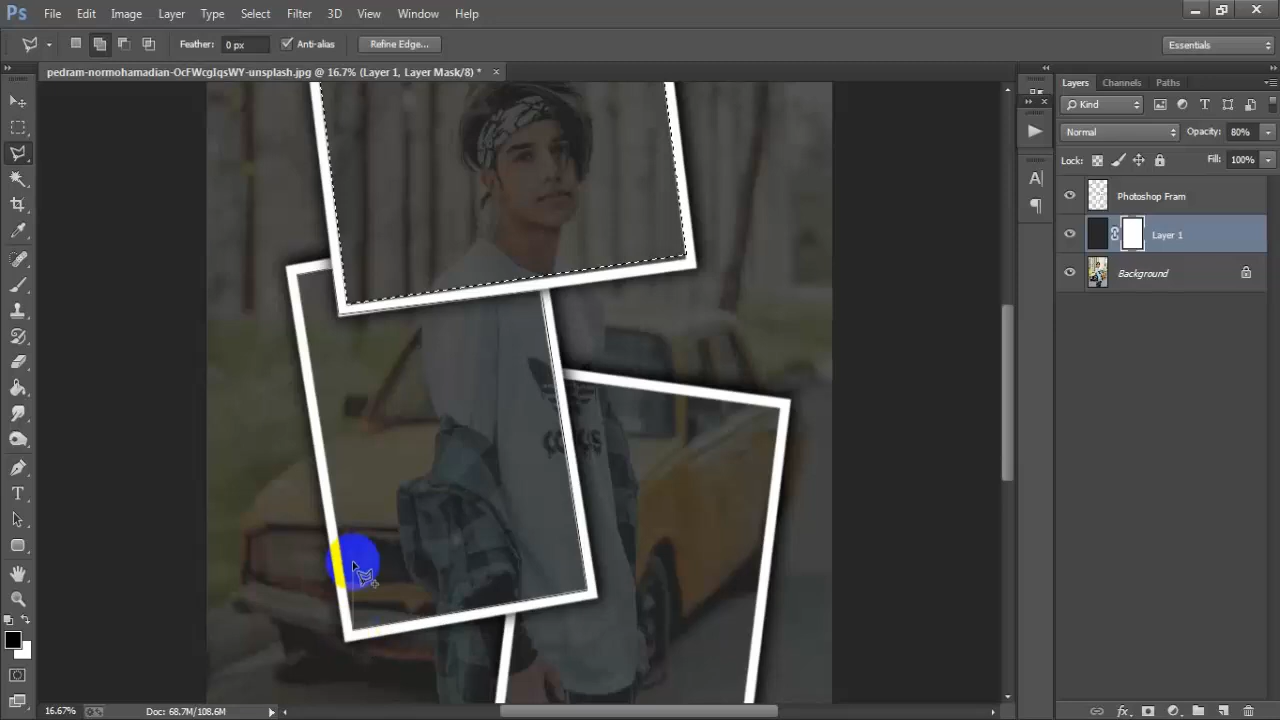 Ps File Edit Image Layer Type Select Filter 3D View Window Help
Feather: 0 px Anti-alias Refine Edge... Essentials
pedram-normohamadian-OcFWcgIqsWY-unsplash.jpg @ 16.7% (Layer 1, Layer Mask/8) *
Layers Channels Paths
Kind
Normal Opacity: 80%
Lock: Fill: 100%
Photoshop Fram
Layer 1
Background
16.67% Doc: 68.7M/108.6M